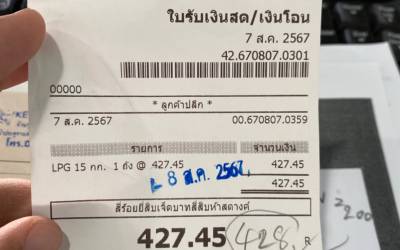 ใบรับเงินสด/เงินโอน
7 ส.ค. 2567
42.670807.0301
00000
* ลูกค้าปลีก *
7 ส.ค. 2567 00.670807.0359
รายการ จำนวนเงิน
LPG 15 กก. 1 ถัง @ 427.45 427.45
- 8 ส.ค. 2567
427.45
สี่ร้อยยี่สิบเจ็ดบาทสี่สิบห้าสตางค์
427.45 428.-